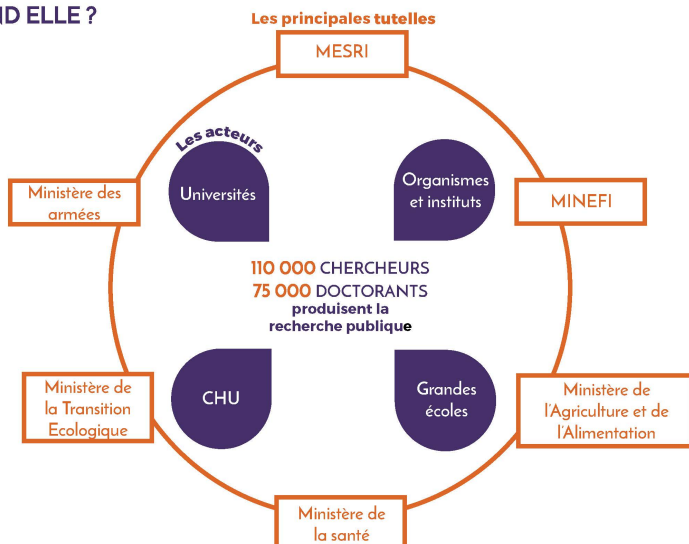 ND ELLE ?
Les principales tutelles
MESRI
Les acteurs
Universités
Organismes
et instituts
Ministère des
armées
MINEFI
110 000 CHERCHEURS
75 000 DOCTORANTS
produisent la
recherche publique
Ministère de
la Transition
Ecologique
CHU
Grandes
écoles
Ministère de
l'Agriculture et de
l'Alimentation
Ministère de
la santé